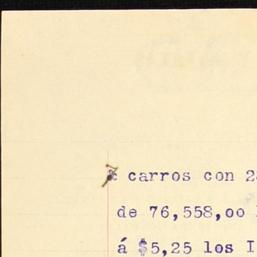 carros con 2
de 76,558,oo
á $5,25 los